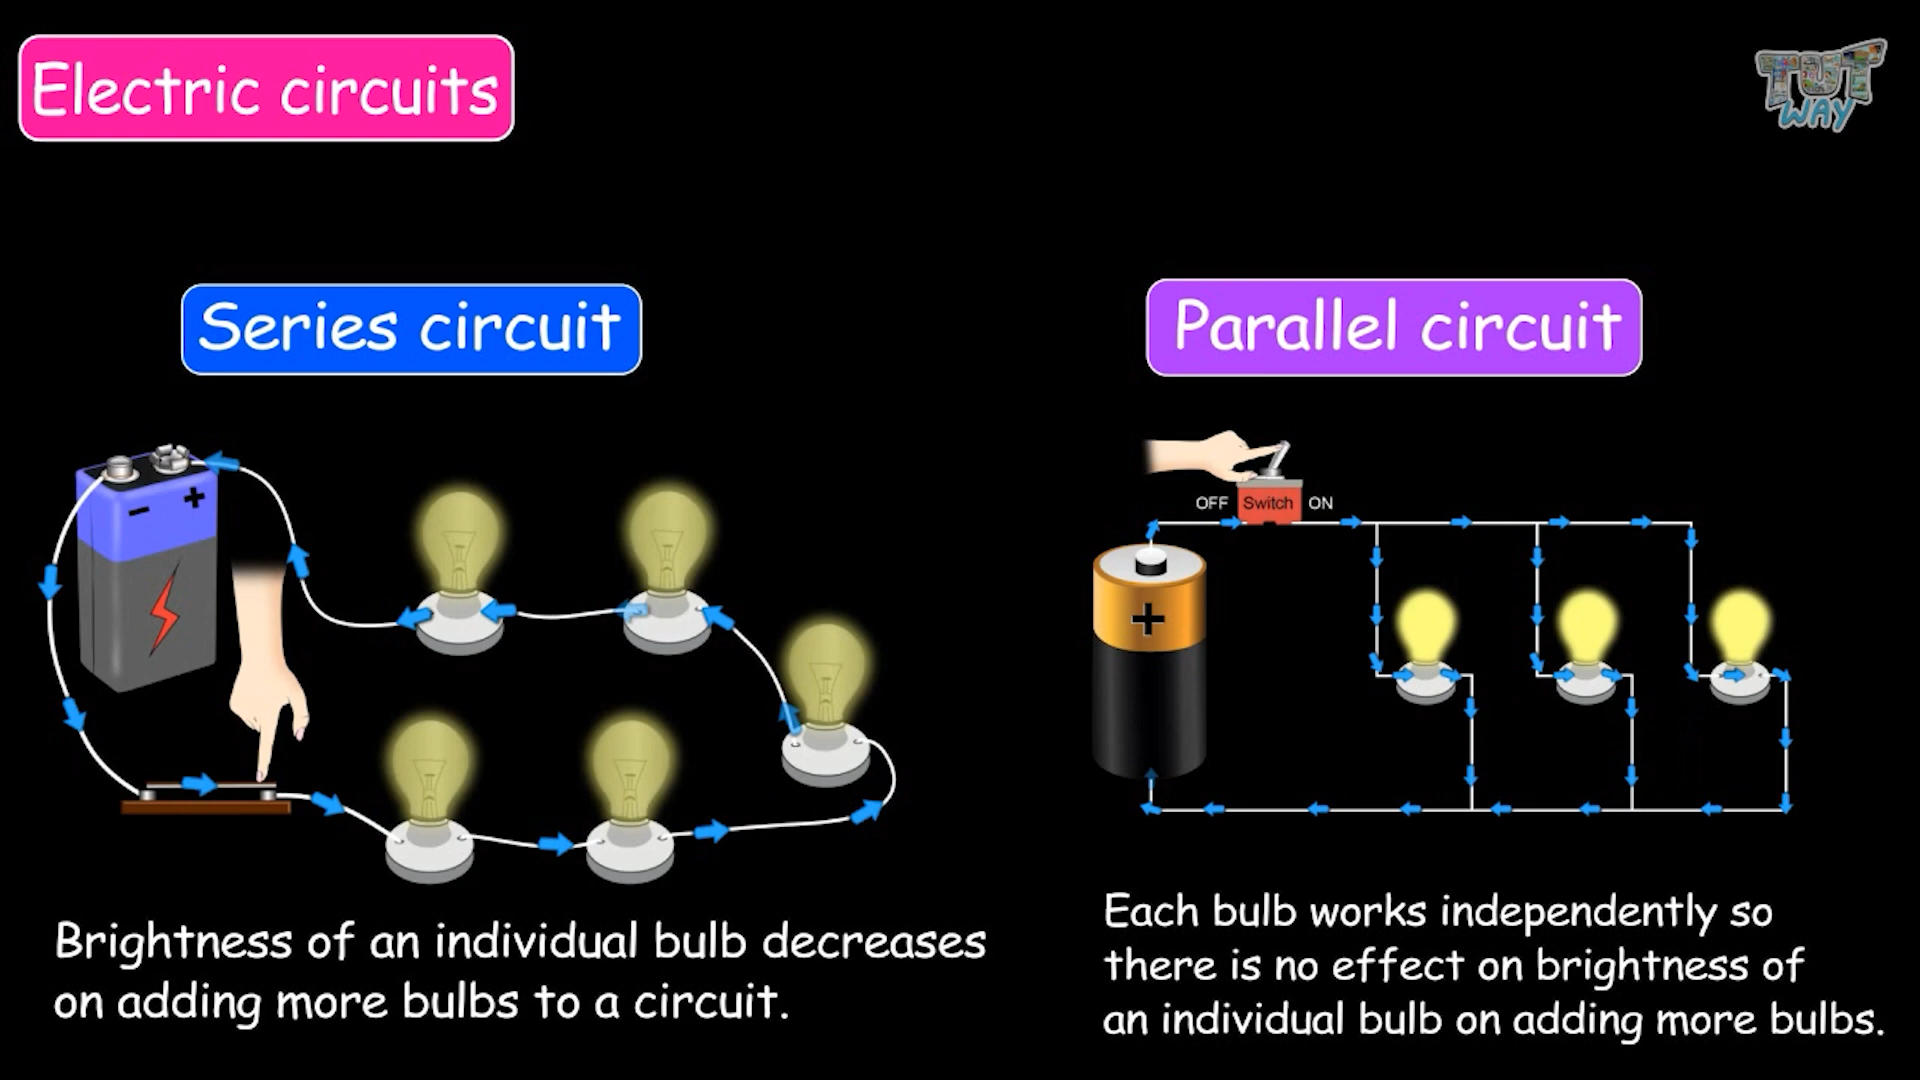 Electric circuits
TUT
WAY
Series circuit
Parallel circuit
OFF Switch ON
- +
+
Brightness of an individual bulb decreases
on adding more bulbs to a circuit.
Each bulb works independently so
there is no effect on brightness of
an individual bulb on adding more bulbs.